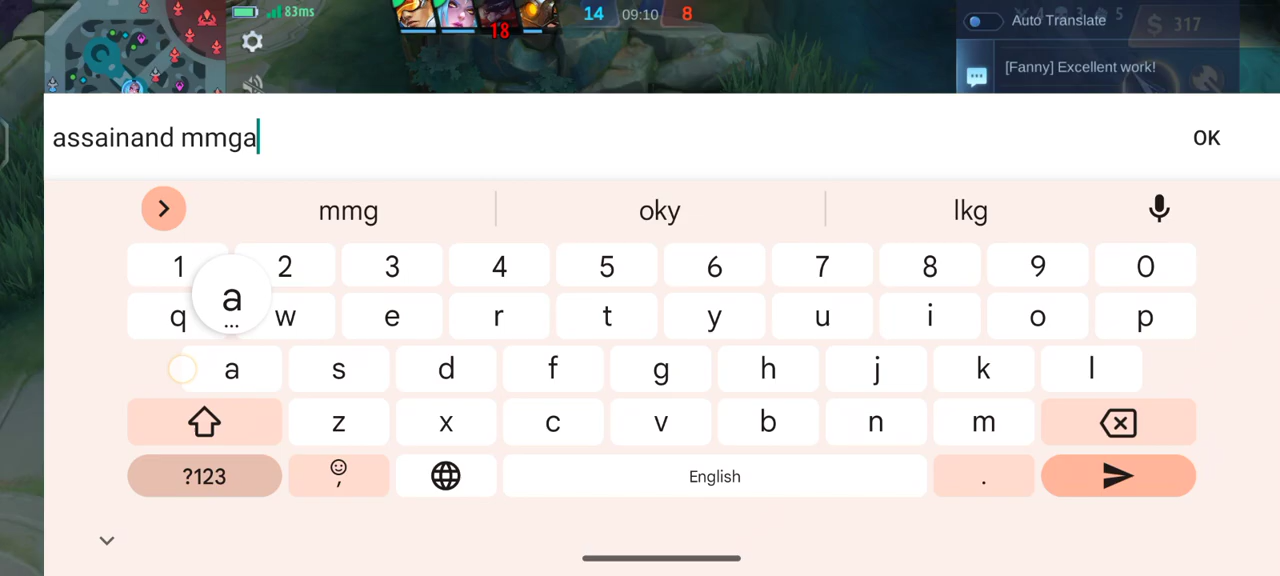 83ms
14 09:10 8
18
Auto Translate
$ 317
[Fanny] Excellent work!
assainand mmga
OK
mmg oky lkg
1 2 3 4 5 6 7 8 9 0
a
q w e r t y u i o p
a s d f g h j k l
z x c v b n m
?123 , English .